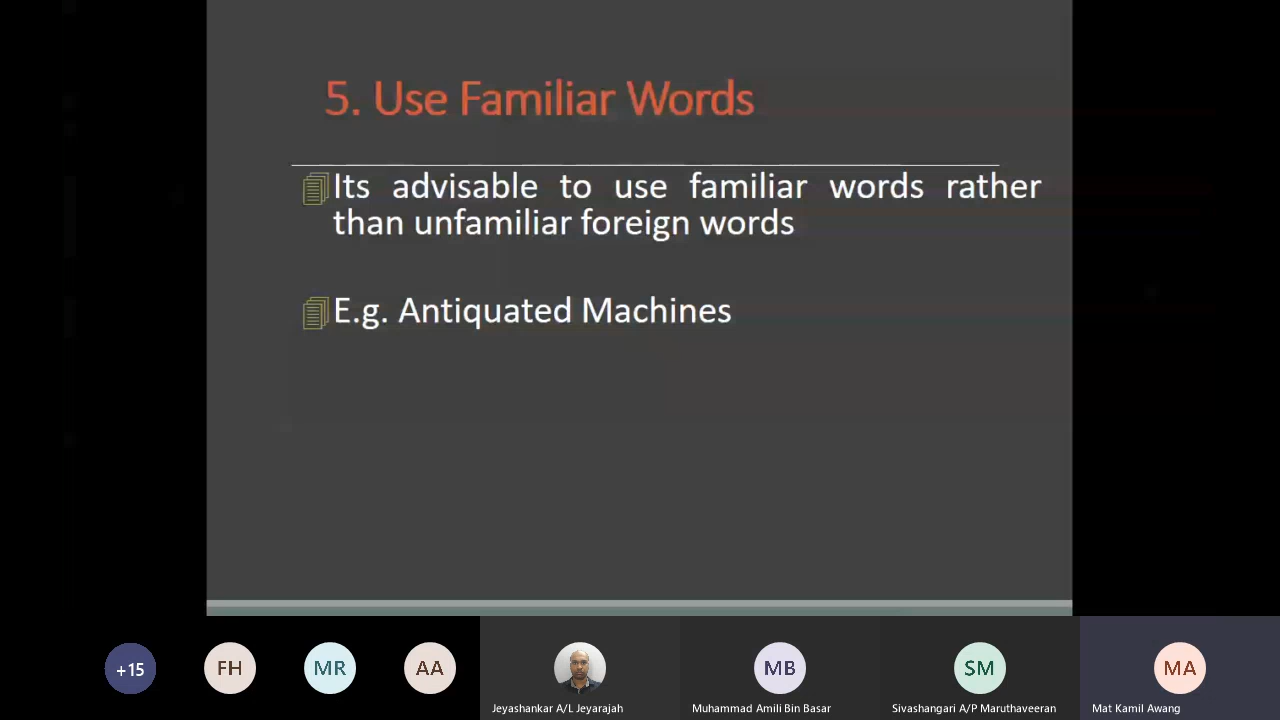 5. Use Familiar Words
Its advisable to use familiar words rather
than unfamiliar foreign words
E.g. Antiquated Machines
+15
FH
MR
AA
MB
SM
MA
Jeyashankar A/L Jeyarajah
Muhammad Amili Bin Basar
Sivashangari A/P Maruthaveeran
Mat Kamil Awang